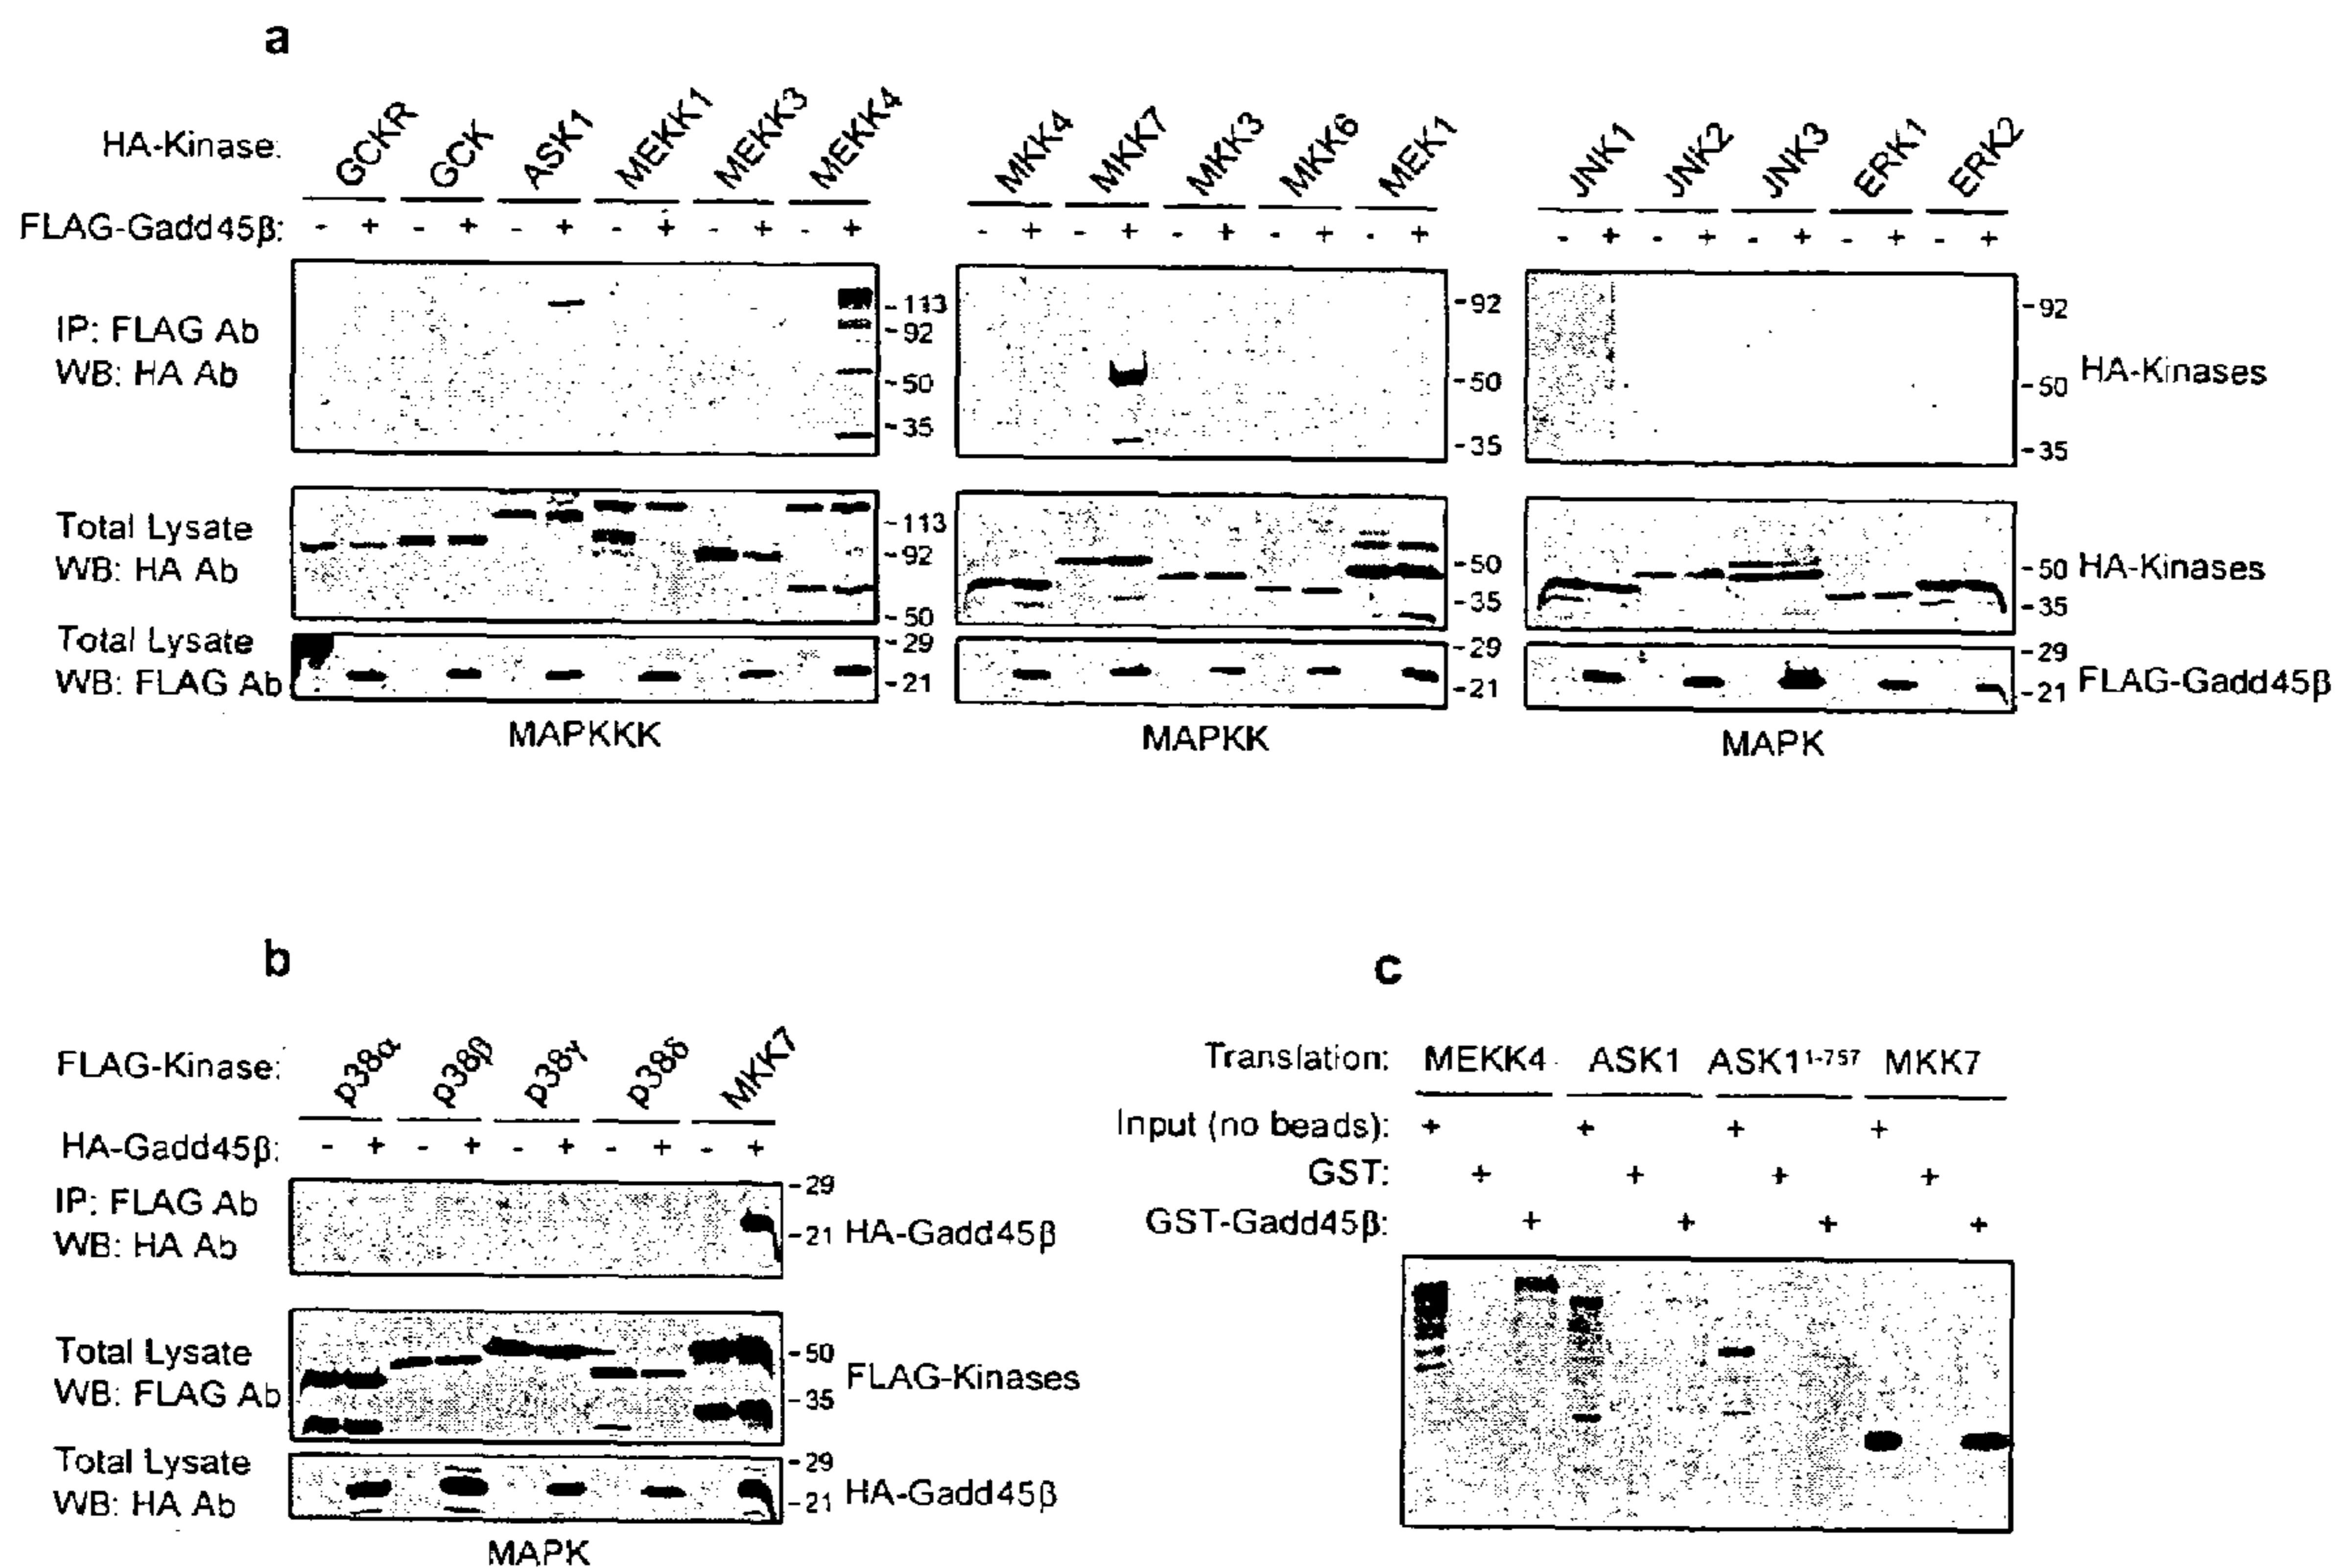 a
HA-Kinase: GCKR GCK ASK1 MEKK1 MEKK3 MEKK4 MKK4 MKK7 MKK3 MKK6 MEK1 JNK1 JNK2 JNK3 ERK1 ERK2
FLAG-Gadd45β: - + - + - + - + - + - + - + - + - + - + - + - + - + - + - + - +
IP: FLAG Ab
WB: HA Ab
-113
-92
-50
-35
-92
-50
-35
-92
-50
-35
HA-Kinases
Total Lysate
WB: HA Ab
-113
-92
-50
-50
-35
-50
-35
HA-Kinases
Total Lysate
WB: FLAG Ab
-29
-21
-29
-21
-29
-21
FLAG-Gadd45β
MAPKKK MAPKK MAPK
b
FLAG-Kinase: p38α p38β p38γ p38δ MKK7
HA-Gadd45β: - + - + - + - + - +
IP: FLAG Ab
WB: HA Ab
-29
-21
HA-Gadd45β
Total Lysate
WB: FLAG Ab
-50
-35
FLAG-Kinases
Total Lysate
WB: HA Ab
-29
-21
HA-Gadd45β
MAPK
c
Translation: MEKK4 ASK1 ASK1¹⁻⁷⁵⁷ MKK7
Input (no beads): + + + +
GST: + + + +
GST-Gadd45β: + + + +